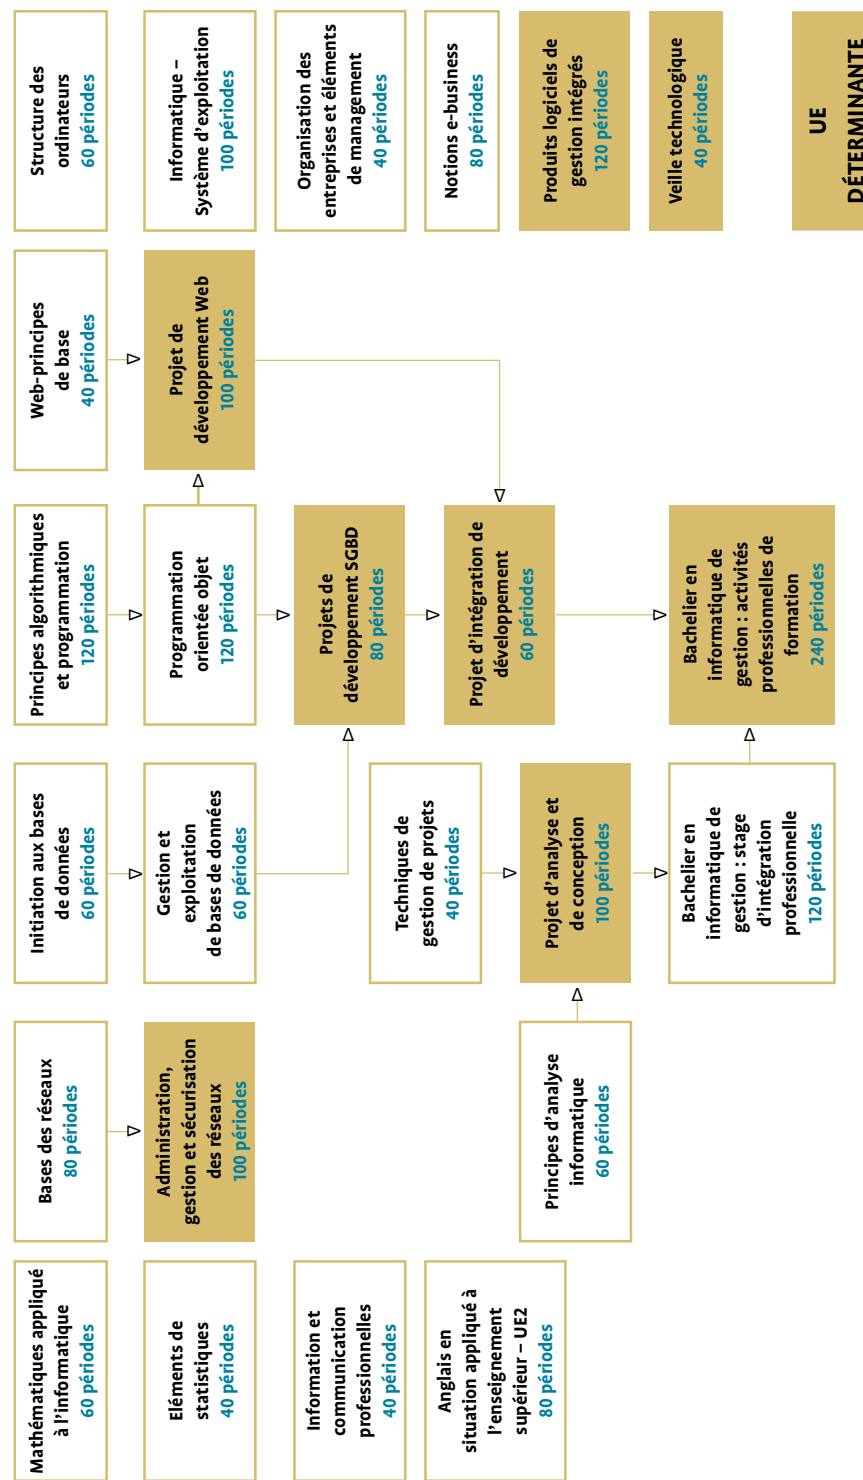 Structure des
ordinateurs
60 périodes
Informatique –
Système d'exploitation
100 périodes
Organisation des
entreprises et éléments
de management
40 périodes
Notions e-business
80 périodes
Produits logiciels de
gestion intégrés
120 périodes
Veille technologique
40 périodes
UE
DÉTERMINANTE
Web-principes
de base
40 périodes
Projet de
développement Web
100 périodes
Principes algorithmiques
et programmation
120 périodes
Programmation
orientée objet
120 périodes
Projets de
développement SGBD
80 périodes
Projet d'intégration de
développement
60 périodes
Bachelier en
informatique de
gestion : activités
professionnelles de
formation
240 périodes
Initiation aux bases
de données
60 périodes
Gestion et
exploitation
de bases de données
60 périodes
Techniques de
gestion de projets
40 périodes
Projet d'analyse et
de conception
100 périodes
Bachelier en
informatique de
gestion : stage
d'intégration
professionnelle
120 périodes
Bases des réseaux
80 périodes
Administration,
gestion et sécurisation
des réseaux
100 périodes
Principes d'analyse
informatique
60 périodes
Mathématiques appliqué
à l'informatique
60 périodes
Eléments de
statistiques
40 périodes
Information et
communication
professionnelles
40 périodes
Anglais en
situation appliqué à
l'enseignement
supérieur – UE2
80 périodes